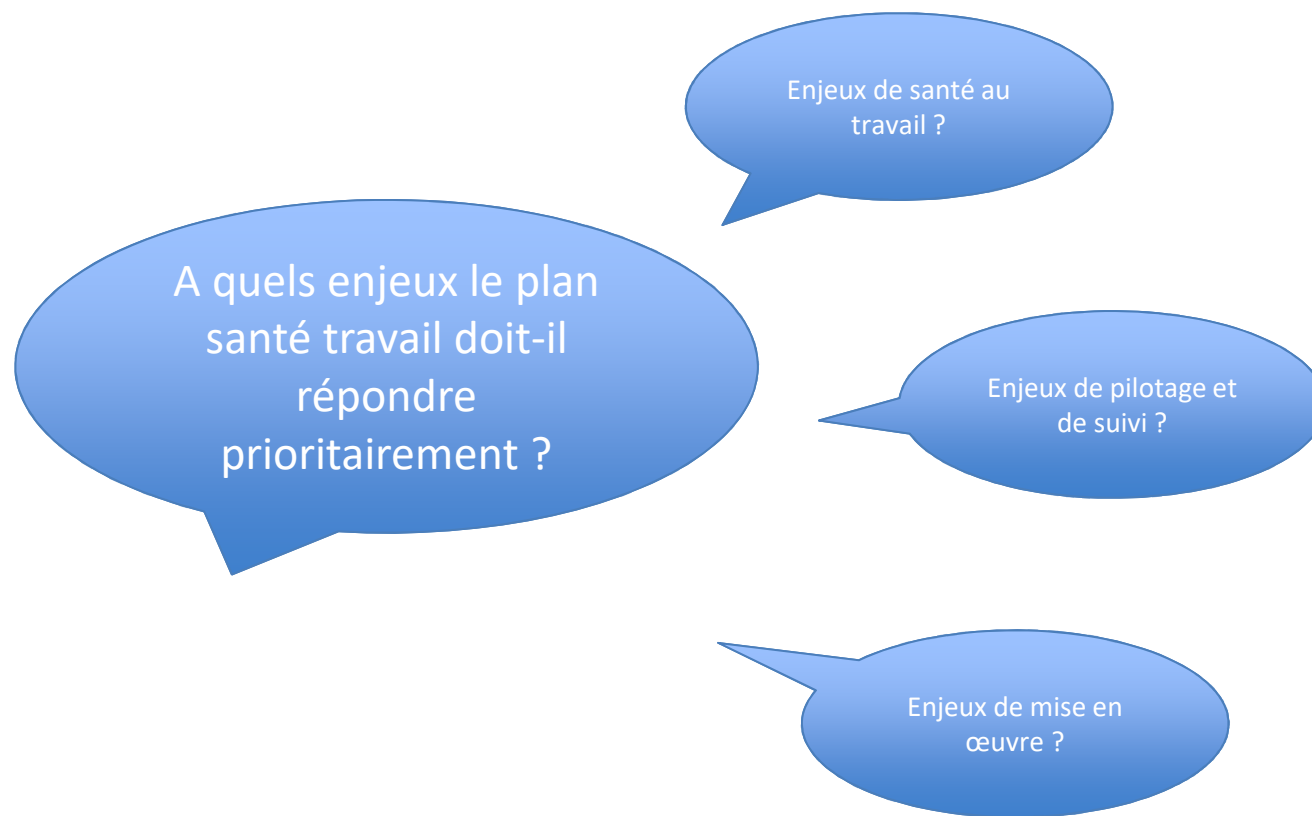 Enjeux de santé au
travail ?
A quels enjeux le plan
santé travail doit-il
répondre
prioritairement ?
Enjeux de pilotage et
de suivi ?
Enjeux de mise en
œuvre ?